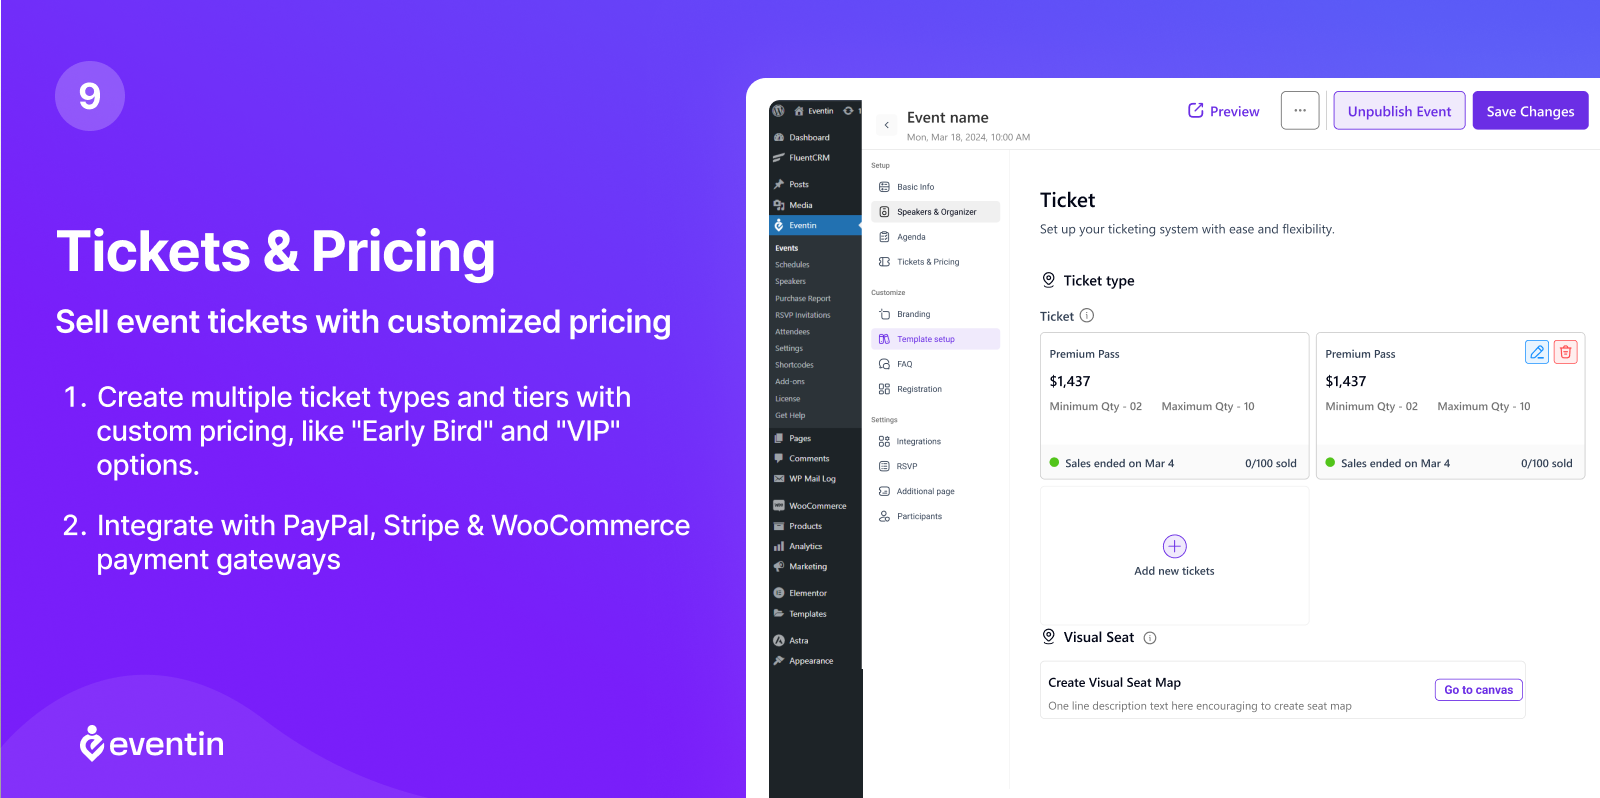 9
Tickets & Pricing
Sell event tickets with customized pricing
1. Create multiple ticket types and tiers with
custom pricing, like "Early Bird" and "VIP"
options.
2. Integrate with PayPal, Stripe & WooCommerce
payment gateways
eventin
Eventin 1
Dashboard
FluentCRM
Posts
Media
Eventin
Events
Schedules
Speakers
Purchase Report
RSVP Invitations
Attendees
Settings
Shortcodes
Add-ons
License
Get Help
Pages
Comments
WP Mail Log
WooCommerce
Products
Analytics
Marketing
Elementor
Templates
Astra
Appearance
Event name
Mon, Mar 18, 2024, 10:00 AM
Preview
...
Unpublish Event
Save Changes
Setup
Basic Info
Speakers & Organizer
Agenda
Tickets & Pricing
Customize
Branding
Template setup
FAQ
Registration
Settings
Integrations
RSVP
Additional page
Participants
Ticket
Set up your ticketing system with ease and flexibility.
Ticket type
Ticket
Premium Pass
$1,437
Minimum Qty - 02 Maximum Qty - 10
Sales ended on Mar 4 0/100 sold
Premium Pass
$1,437
Minimum Qty - 02 Maximum Qty - 10
Sales ended on Mar 4 0/100 sold
Add new tickets
Visual Seat
Create Visual Seat Map
One line description text here encouraging to create seat map
Go to canvas